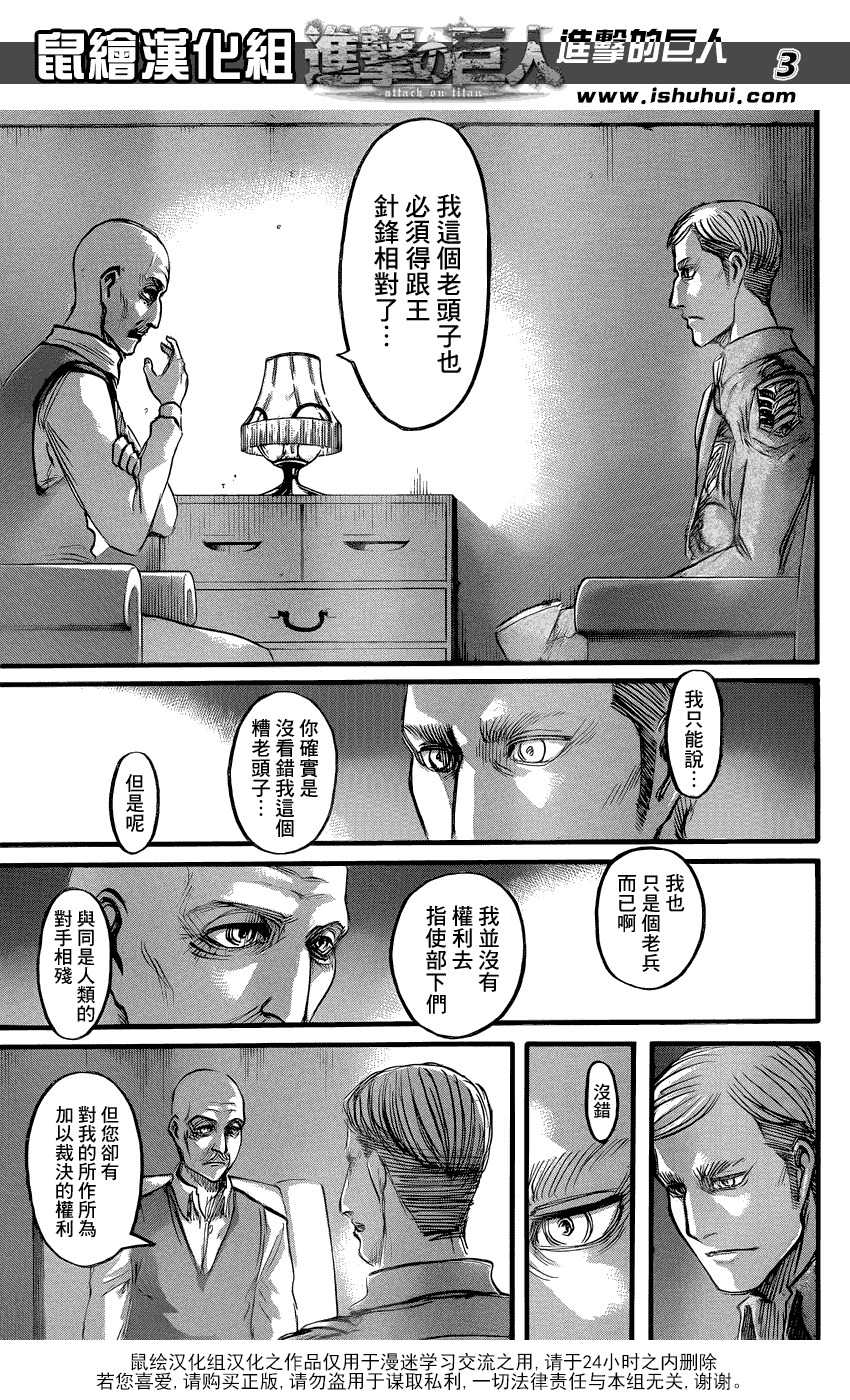 鼠繪漢化組
進撃の巨人
attack on titan
進擊的巨人
3
www.ishuhui.com
我這個老頭子也
必須得跟王
針鋒相對了…
我只能說…
你確實是
沒看錯我這個
糟老頭子…
但是呢
我也
只是個老兵
而已啊
我並沒有
權利去
指使部下們
與同是人類的
對手相殘
沒錯
但您卻有
對我的所作所為
加以裁決的權利
鼠绘汉化组汉化之作品仅用于漫迷学习交流之用,请于24小时之内删除
若您喜爱,请购买正版,请勿盗用于谋取私利,一切法律责任与本组无关,谢谢。